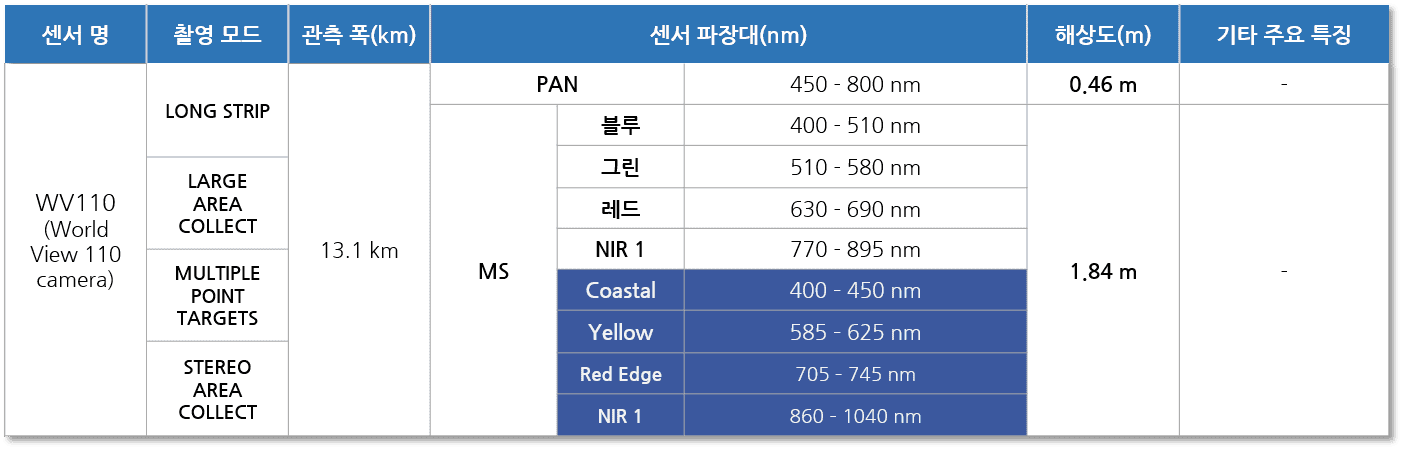 센서 명 촬영 모드 관측 폭(km) 센서 파장대(nm) 해상도(m) 기타 주요 특징
WV110
(World
View 110
camera)
LONG STRIP
LARGE
AREA
COLLECT
MULTIPLE
POINT
TARGETS
STEREO
AREA
COLLECT
13.1 km
PAN 450 - 800 nm 0.46 m -
MS
블루 400 - 510 nm
그린 510 - 580 nm
레드 630 - 690 nm
NIR 1 770 - 895 nm
Coastal 400 - 450 nm
Yellow 585 - 625 nm
Red Edge 705 - 745 nm
NIR 1 860 - 1040 nm
1.84 m
-